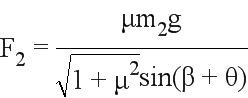 F₂ = μm₂g / √(1 + μ²)sin(β + θ)